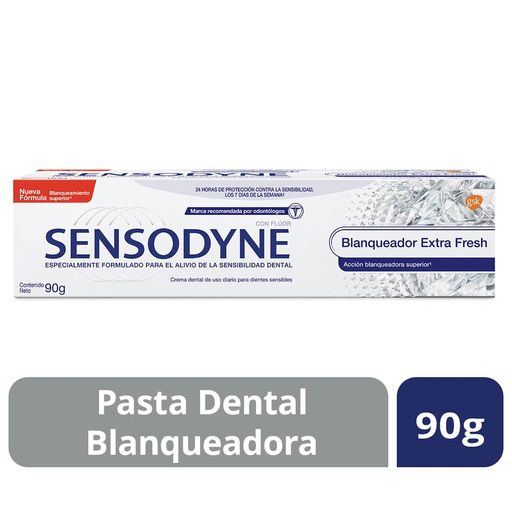 SENSODYNE
Nueva Fórmula
Blanqueamiento superior†
24 HORAS DE PROTECCIÓN CONTRA LA SENSIBILIDAD,
LOS 7 DÍAS DE LA SEMANA†
Marca recomendada por odontólogos
CON FLÚOR
SENSODYNE
ESPECIALMENTE FORMULADO PARA EL ALIVIO DE LA SENSIBILIDAD DENTAL
Contenido Neto 90g
Crema dental de uso diario para dientes sensibles
gsk
Blanqueador Extra Fresh
Acción blanqueadora superior†
Pasta Dental
Blanqueadora
90g